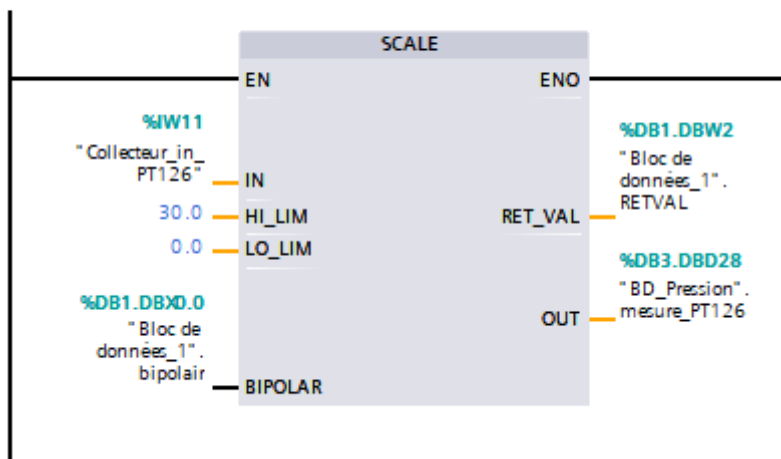 SCALE
EN
ENO
%IW11
"Collecteur_in_
PT126"
IN
30.0
HI_LIM
0.0
LO_LIM
%DB1.DBX0.0
"Bloc de
données_1".
bipolair
BIPOLAR
%DB1.DBW2
"Bloc de
données_1".
RETVAL
RET_VAL
%DB3.DBD28
"BD_Pression".
mesure_PT126
OUT